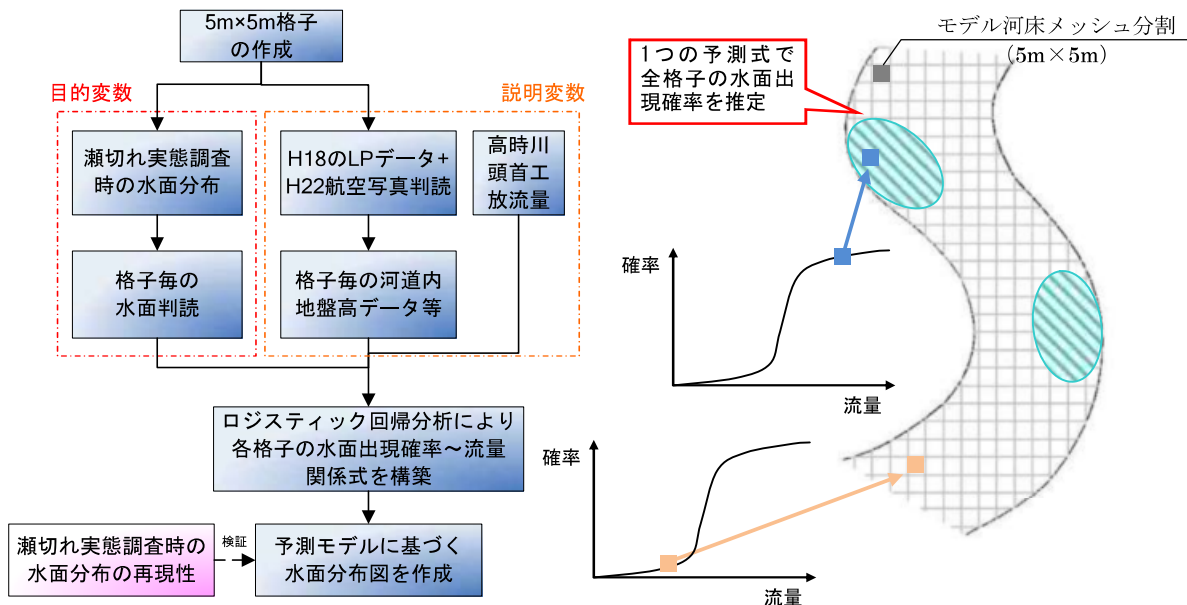 5m×5m格子
の作成
目的変数
説明変数
瀬切れ実態調査
時の水面分布
H18のLPデータ+
H22航空写真判読
高時川
頭首工
放流量
格子毎の
水面判読
格子毎の河道内
地盤高データ等
ロジスティック回帰分析により
各格子の水面出現確率～流量
関係式を構築
瀬切れ実態調査時の
水面分布の再現性
検証
予測モデルに基づく
水面分布図を作成
モデル河床メッシュ分割
(5m×5m)
1つの予測式で
全格子の水面出
現確率を推定
確率
流量
確率
流量